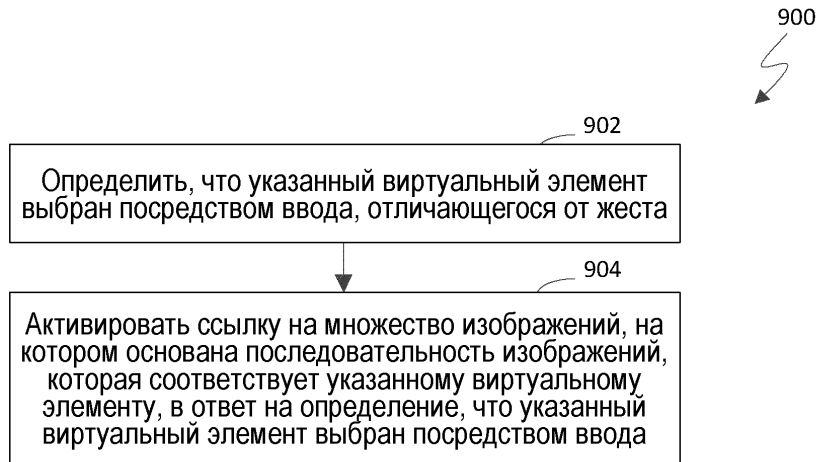 900
902
Определить, что указанный виртуальный элемент
выбран посредством ввода, отличающегося от жеста
904
Активировать ссылку на множество изображений, на
котором основана последовательность изображений,
которая соответствует указанному виртуальному
элементу, в ответ на определение, что указанный
виртуальный элемент выбран посредством ввода